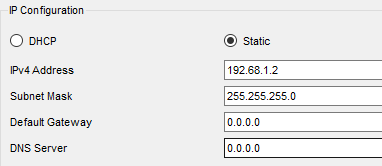 IP Configuration
DHCP Static
IPv4 Address 192.68.1.2
Subnet Mask 255.255.255.0
Default Gateway 0.0.0.0
DNS Server 0.0.0.0